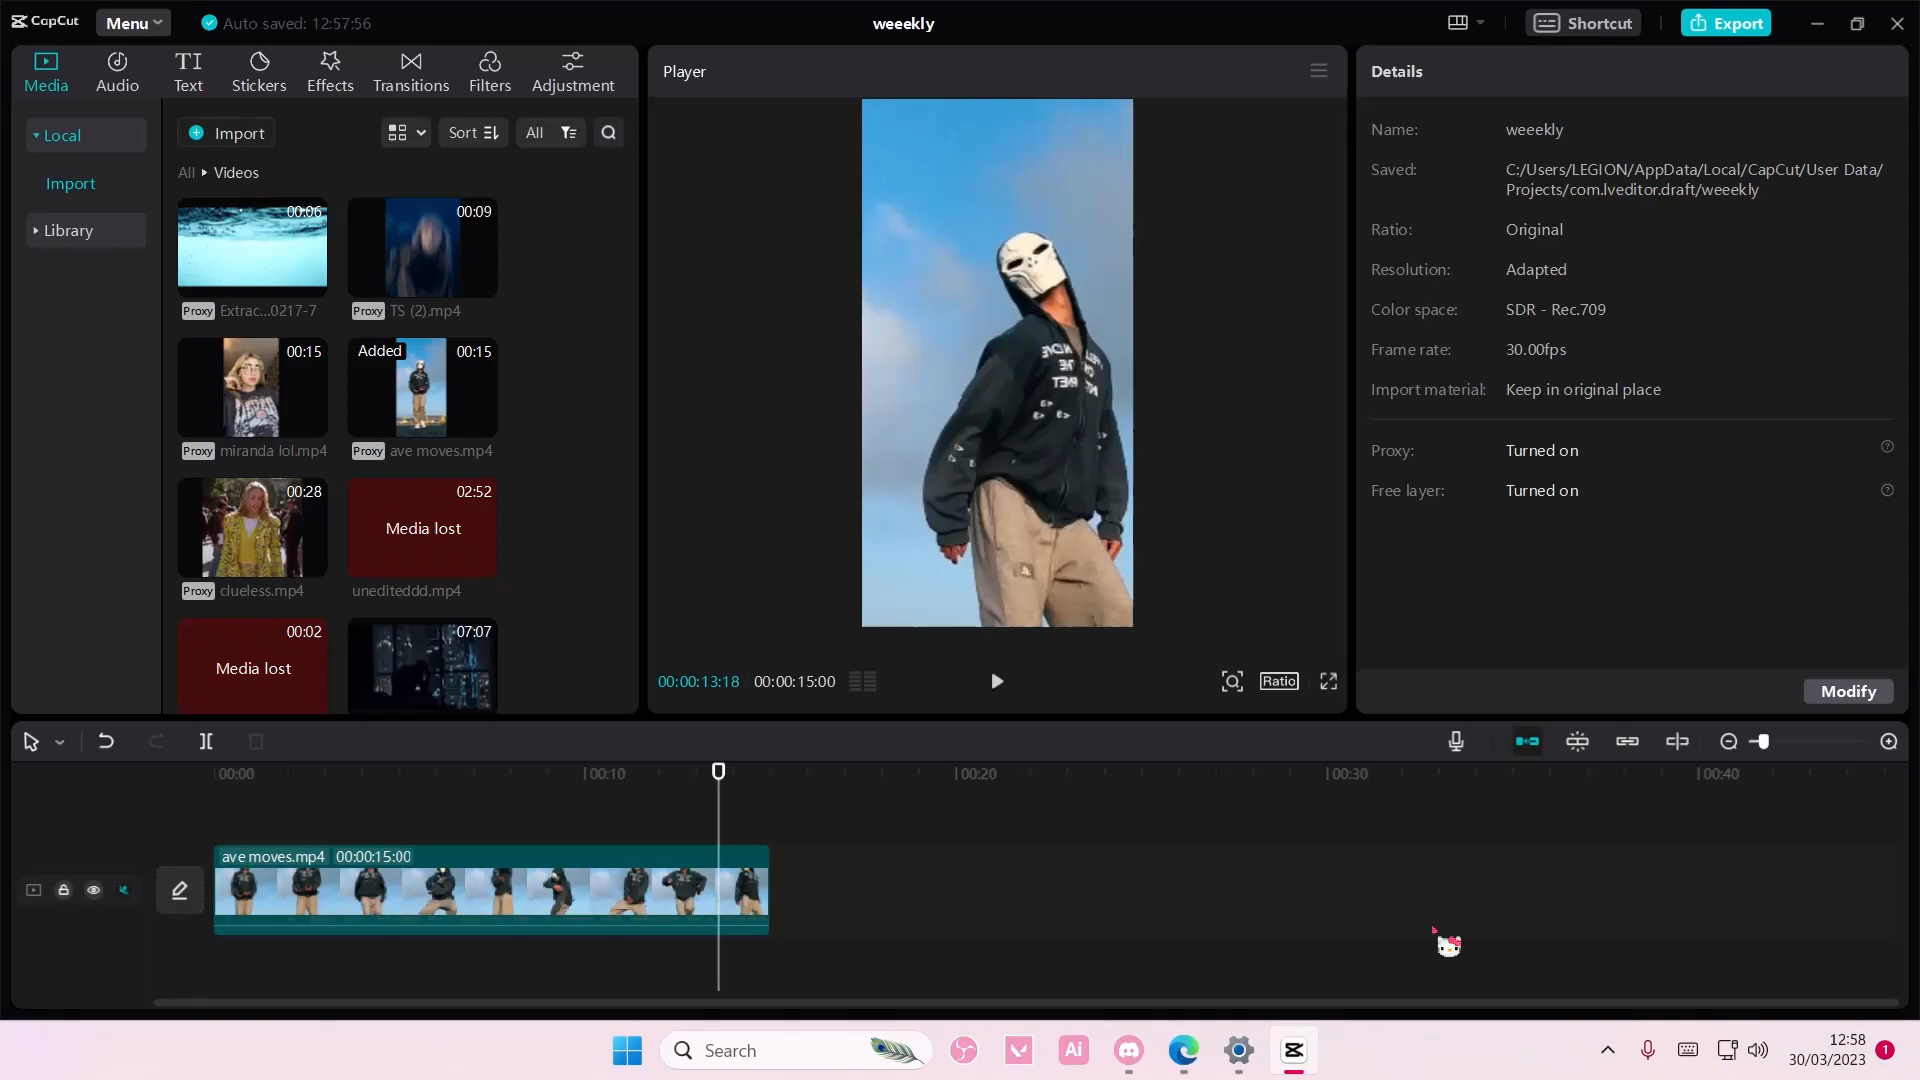 CapCut
Menu
Auto saved: 12:57:56
weeekly
Shortcut
Export
Media
Audio
TI
Text
Stickers
Effects
Transitions
Filters
Adjustment
Local
Import
Library
Import
Sort
All
All
Videos
00:06
00:09
Proxy Extrac...0217-7
Proxy TS (2).mp4
00:15
Added
00:15
Proxy miranda lol.mp4
Proxy ave moves.mp4
00:28
02:52
Media lost
Proxy clueless.mp4
unediteddd.mp4
00:02
Media lost
07:07
Player
00:00:13:18
00:00:15:00
Ratio
Details
Name: weeekly
Saved: C:/Users/LEGION/AppData/Local/CapCut/User Data/
Projects/com.lveditor.draft/weeekly
Ratio: Original
Resolution: Adapted
Color space: SDR - Rec.709
Frame rate: 30.00fps
Import material: Keep in original place
Proxy: Turned on
Free layer: Turned on
Modify
00:00
00:10
00:20
00:30
00:40
ave moves.mp4 00:00:15:00
Search
Ai
12:58
30/03/2023
1